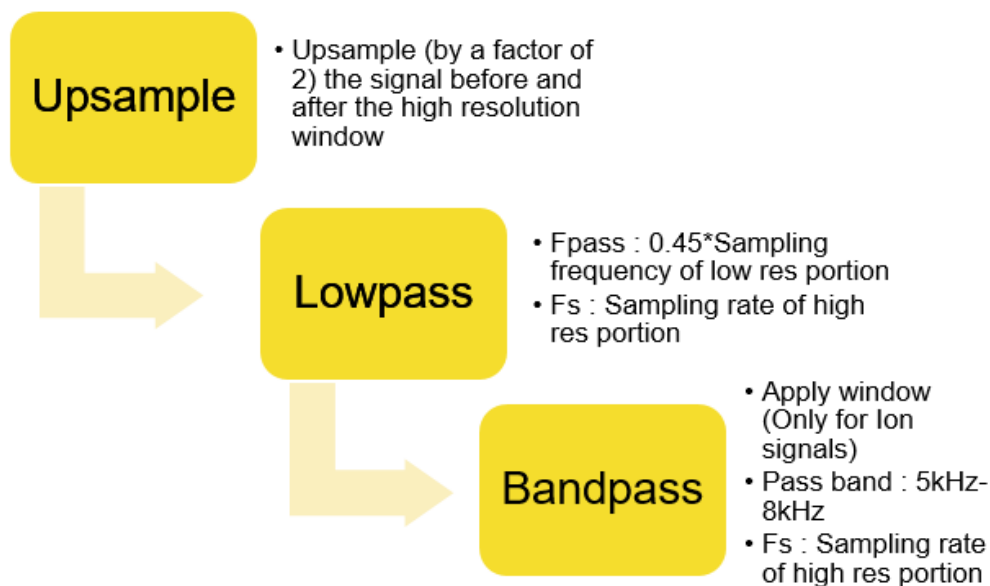 Upsample
• Upsample (by a factor of
2) the signal before and
after the high resolution
window
Lowpass
• Fpass : 0.45*Sampling
frequency of low res portion
• Fs : Sampling rate of high
res portion
Bandpass
• Apply window
(Only for Ion
signals)
• Pass band : 5kHz-
8kHz
• Fs : Sampling rate
of high res portion